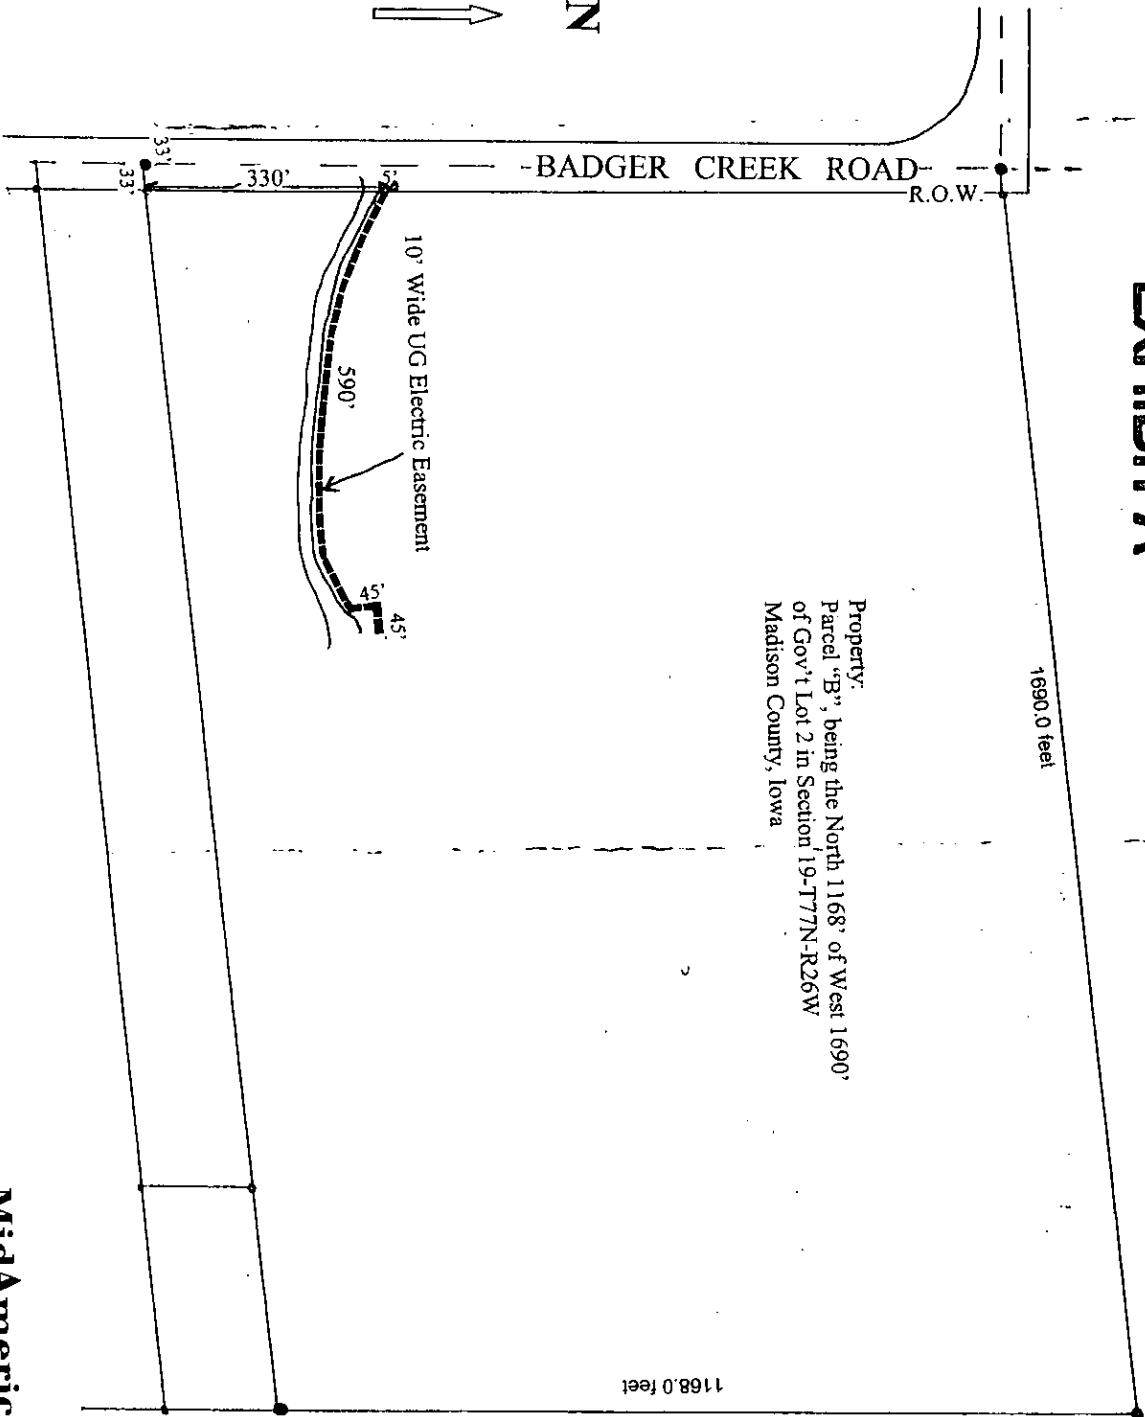 N
BADGER CREEK ROAD
R.O.W.
33'
33'
330'
5'
10' Wide UG Electric Easement
590'
45'
45'
Property:
Parcel “B”, being the North 1168' of West 1690'
of Gov't Lot 2 in Section 19-T77N-R26W
Madison County, Iowa
1690.0 feet
1168.0 feet
MidAmeric